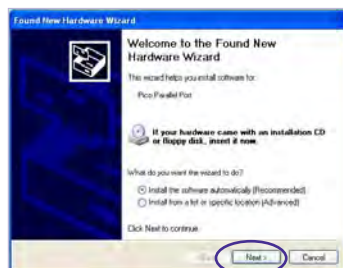 Found New Hardware Wizard
Welcome to the Found New
Hardware Wizard
This wizard helps you install software for:
Pico Parallel Port
If your hardware came with an installation CD
or floppy disk, insert it now.
What do you want the wizard to do?
Install the software automatically (Recommended)
Install from a list or specific location (Advanced)
Click Next to continue.
Next > Cancel